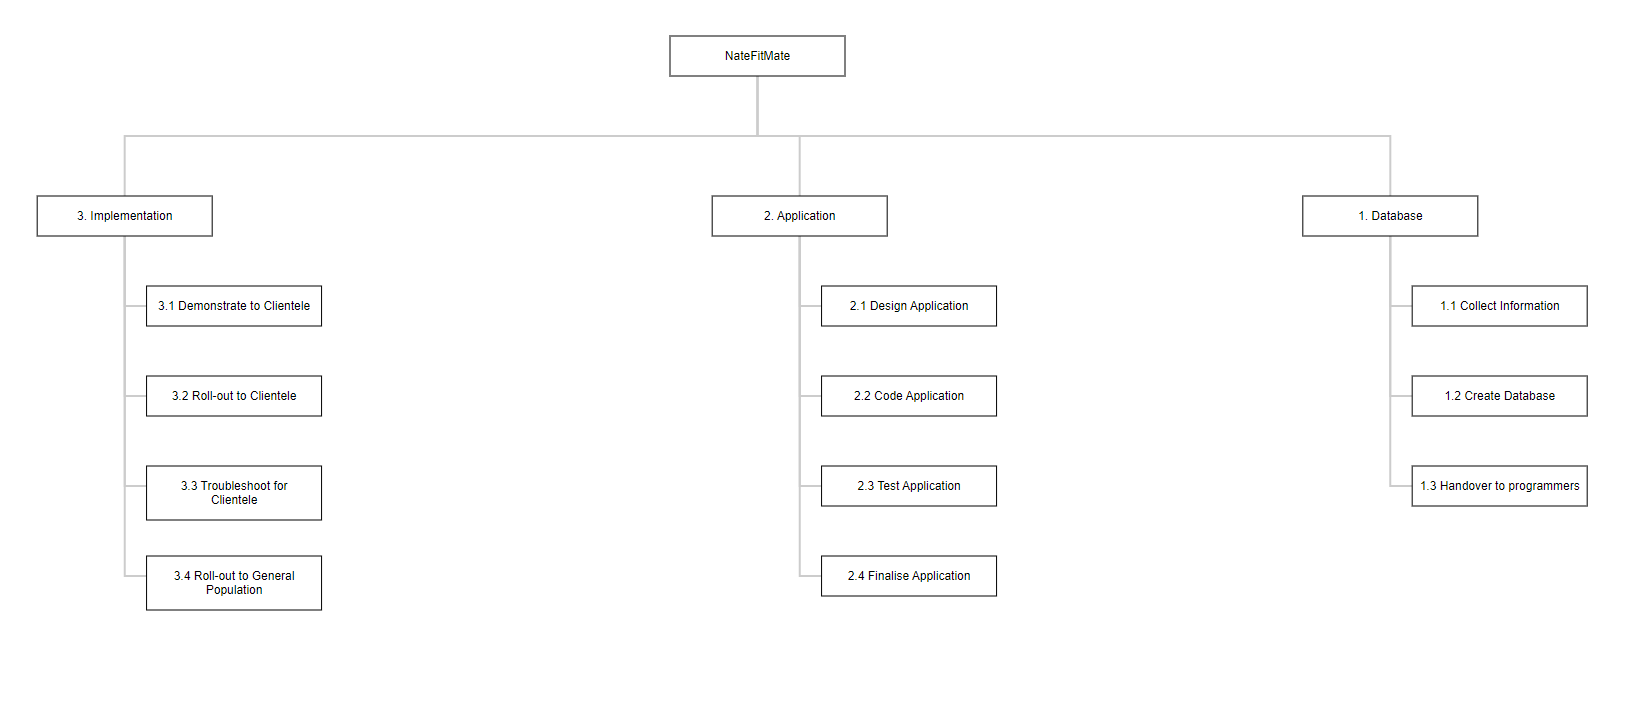 NateFitMate
3. Implementation
2. Application
1. Database
3.1 Demonstrate to Clientele
2.1 Design Application
1.1 Collect Information
3.2 Roll-out to Clientele
2.2 Code Application
1.2 Create Database
3.3 Troubleshoot for
Clientele
2.3 Test Application
1.3 Handover to programmers
3.4 Roll-out to General
Population
2.4 Finalise Application